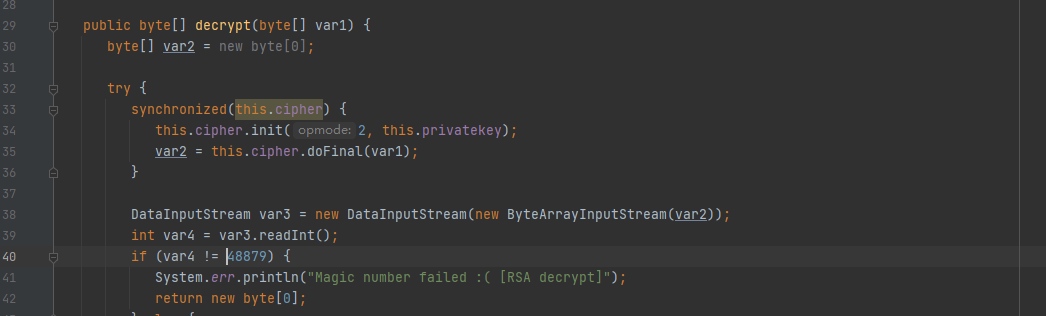 28
29 public byte[] decrypt(byte[] var1) {
30 byte[] var2 = new byte[0];
31
32 try {
33 synchronized(this.cipher) {
34 this.cipher.init( opmode: 2, this.privatekey);
35 var2 = this.cipher.doFinal(var1);
36 }
37
38 DataInputStream var3 = new DataInputStream(new ByteArrayInputStream(var2));
39 int var4 = var3.readInt();
40 if (var4 != 48879) {
41 System.err.println("Magic number failed :( [RSA decrypt]");
42 return new byte[0];